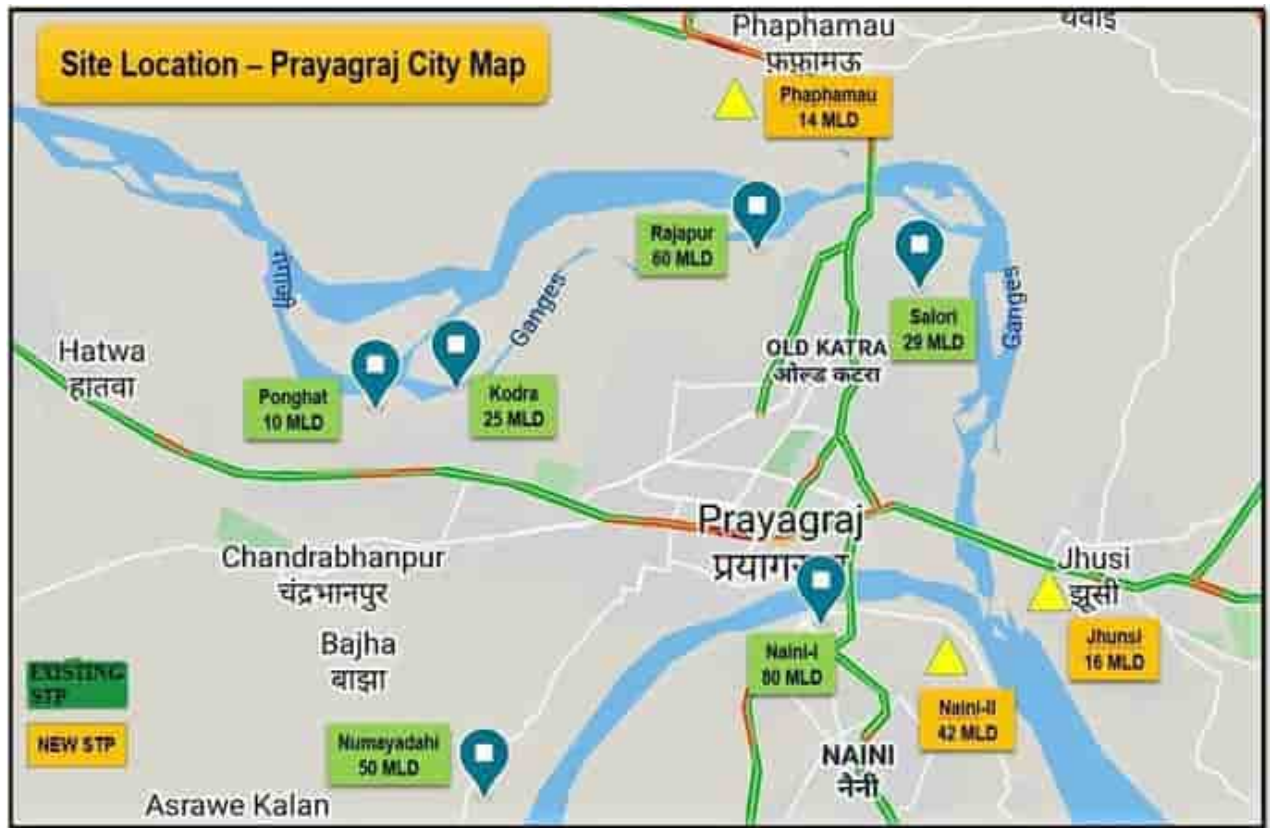 Phaphamau
फ़फ़ामऊ
Site Location – Prayagraj City Map
Phaphamau
14 MLD
Rajapur
60 MLD
Salori
29 MLD
Ganges
Ganges
Hatwa
हातवा
OLD KATRA
ओल्ड कटरा
Ponghat
10 MLD
Kodra
25 MLD
Prayagraj
Chandrabhanpur
चंद्रभानपुर
Jhusi
झूसी
Bajha
बाझा
Naini-I
80 MLD
Jhunsi
16 MLD
EXISTING
STP
NEW STP
Naini-II
42 MLD
Numayadahi
50 MLD
NAINI
नैनी
Asrawe Kalan